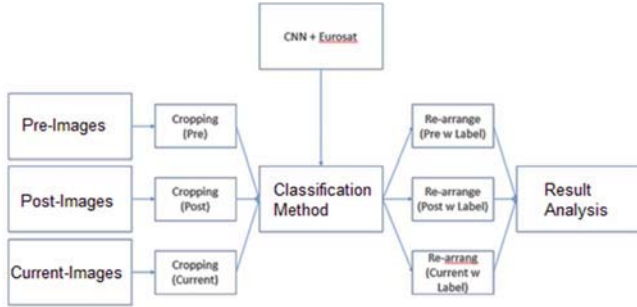 CNN + Eurosat
Pre-Images
Cropping
(Pre)
Re-arrange
(Pre w Label)
Post-Images
Cropping
(Post)
Classification
Method
Re-arrange
(Post w Label)
Result
Analysis
Current-Images
Cropping
(Current)
Re-arrang
(Current w
Label)